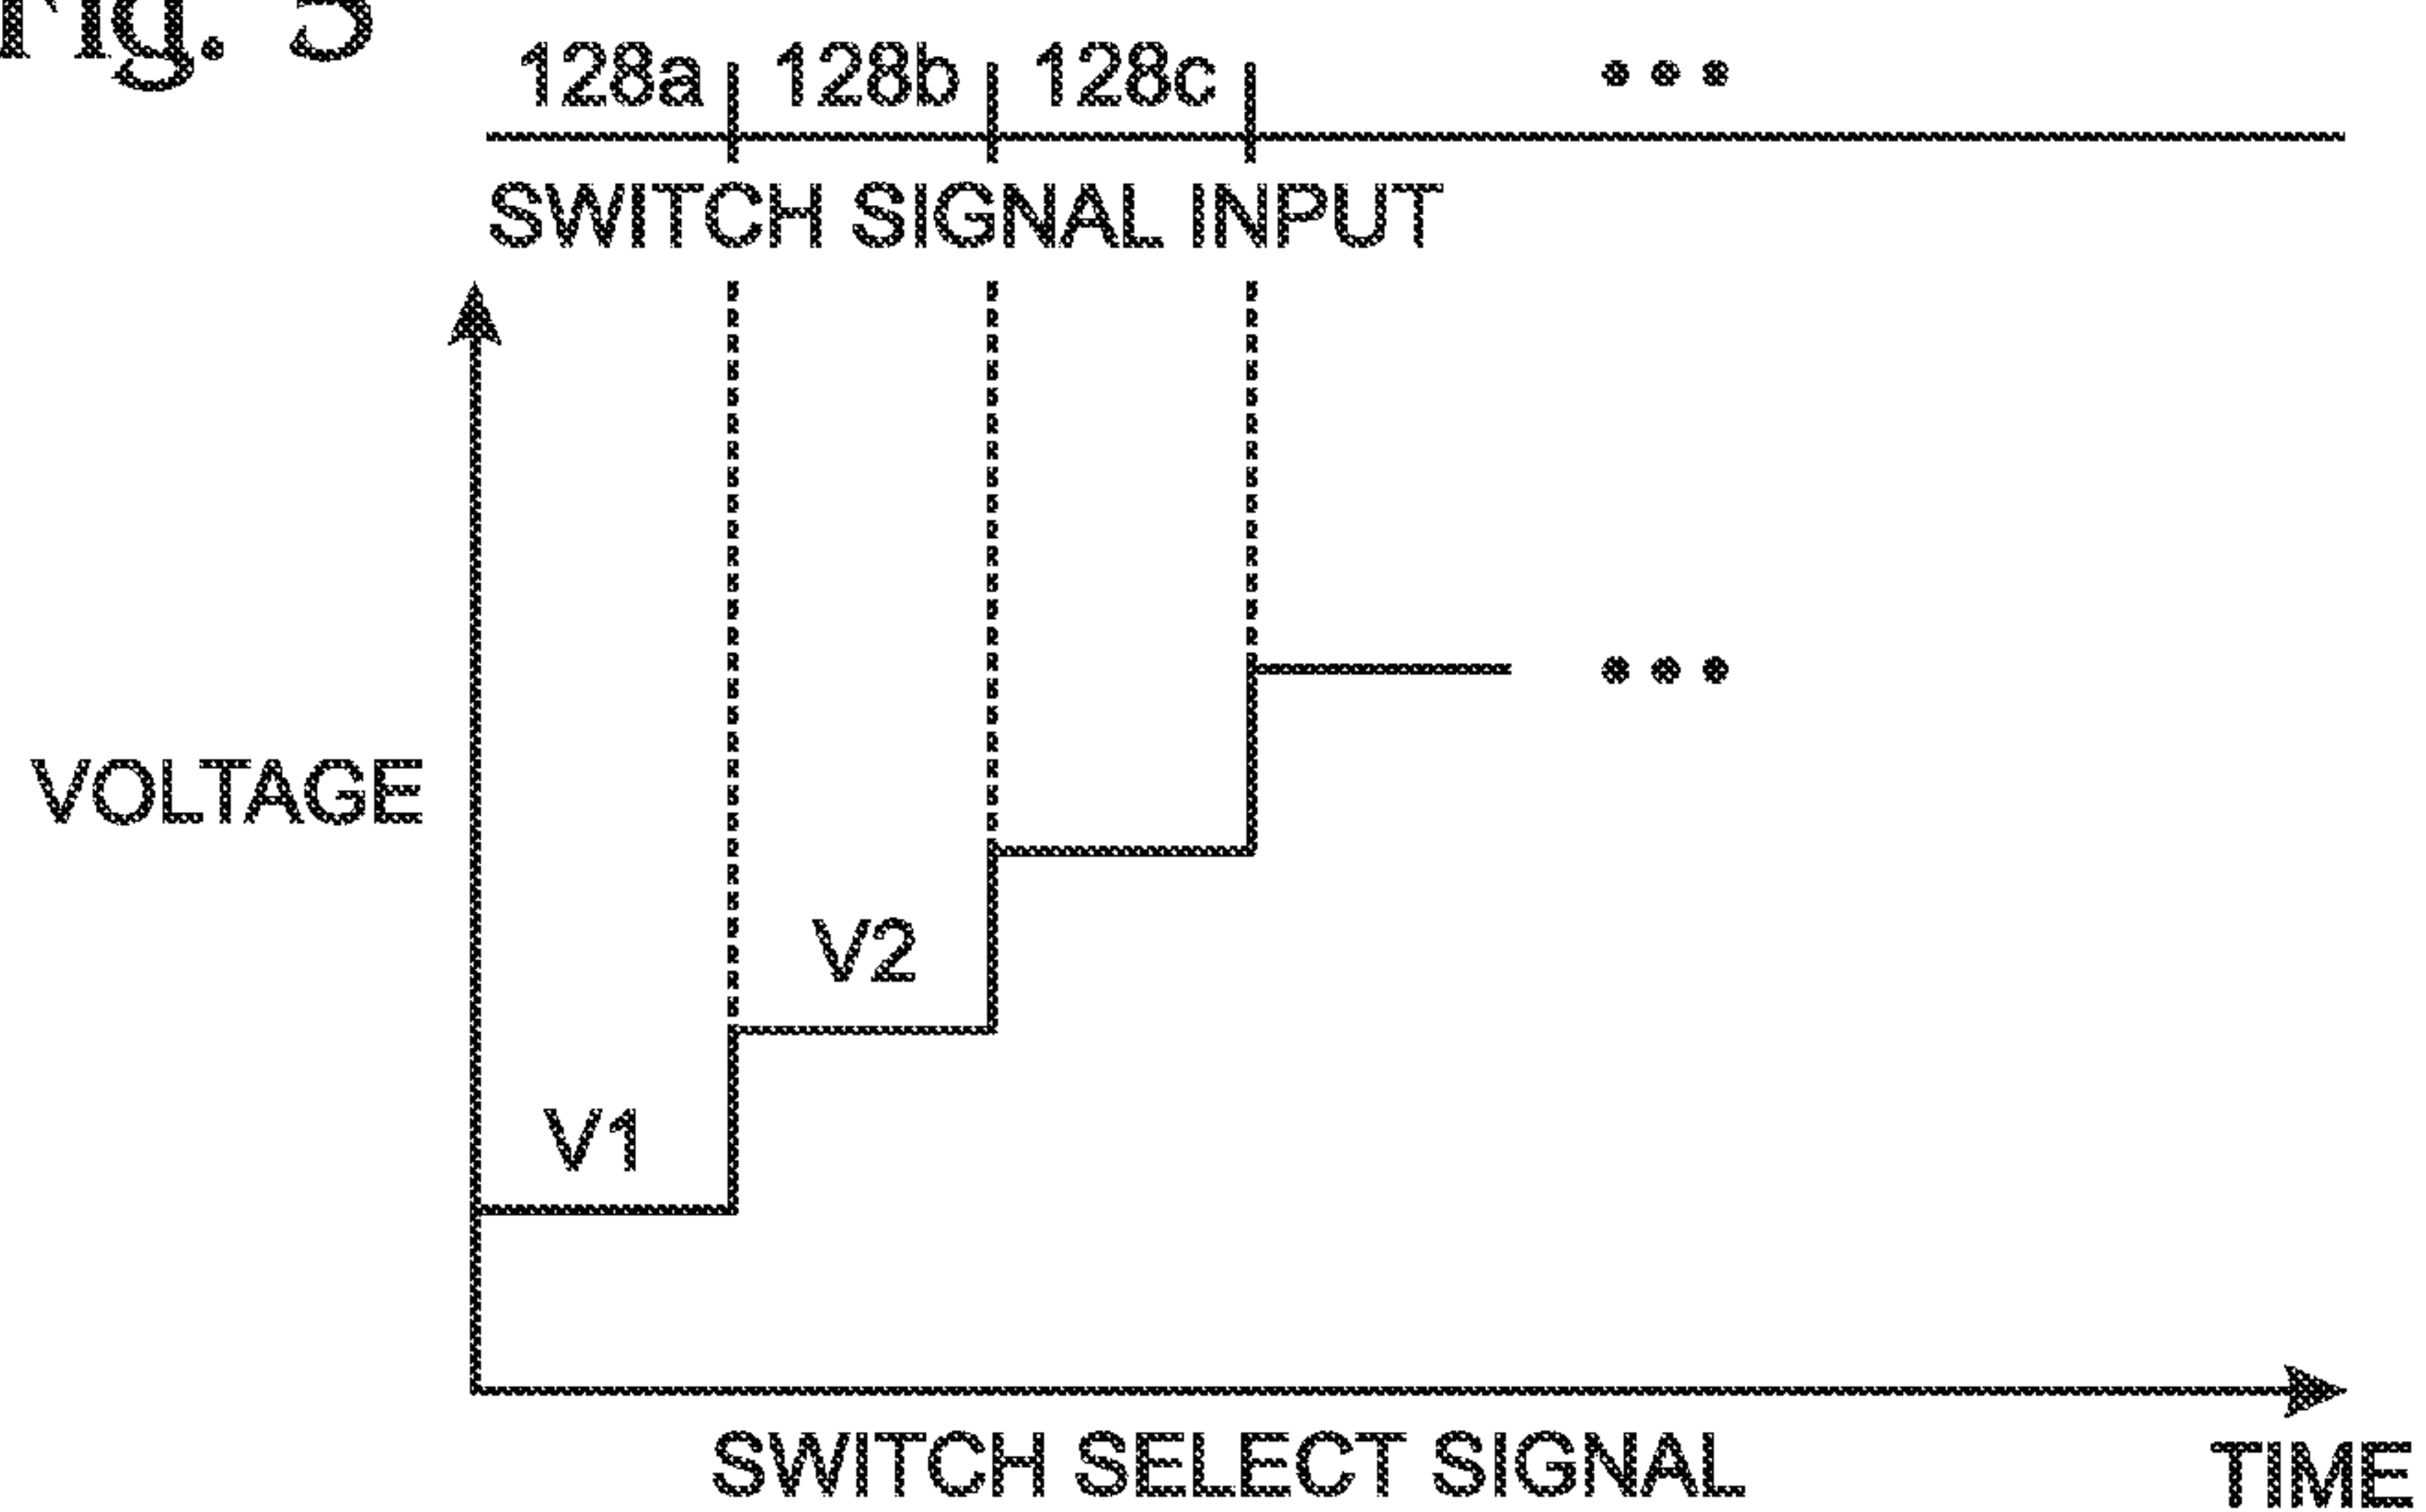 Fig. 5
128a 128b 128c •••
SWITCH SIGNAL INPUT
•••
VOLTAGE
V2
V1
SWITCH SELECT SIGNAL
TIME